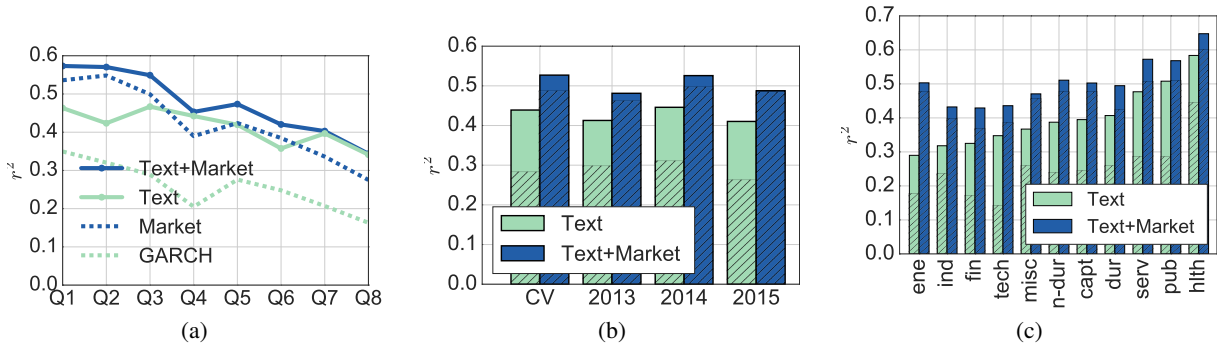 r²
0.6
0.5
0.4
0.3
0.2
0.1
0.0
Text+Market
Text
Market
GARCH
Q1 Q2 Q3 Q4 Q5 Q6 Q7 Q8
(a)
r²
0.6
0.5
0.4
0.3
0.2
0.1
0.0
Text
Text+Market
CV 2013 2014 2015
(b)
r²
0.7
0.6
0.5
0.4
0.3
0.2
0.1
0.0
Text
Text+Market
ene ind fin tech misc n-dur capt dur serv pub hlth
(c)